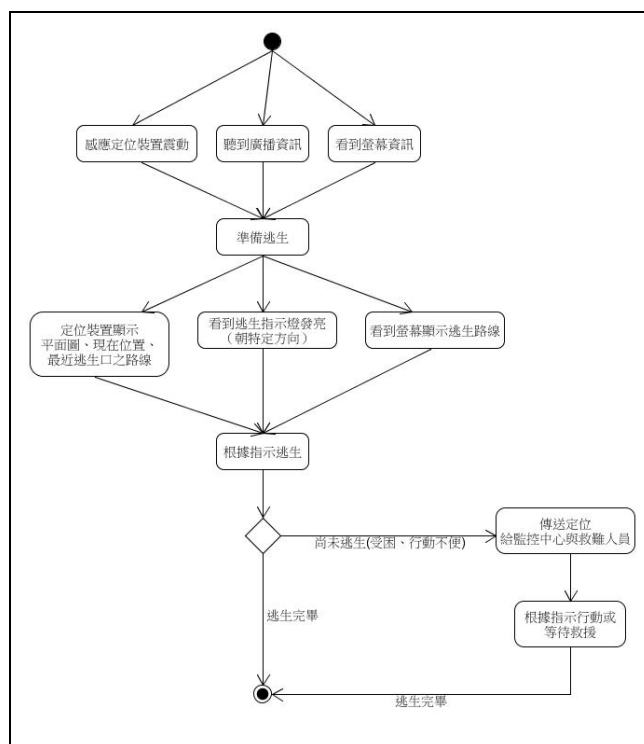 感應定位裝置震動
聽到廣播資訊
看到螢幕資訊
準備逃生
定位裝置顯示
平面圖、現在位置、
最近逃生口之路線
看到逃生指示燈發亮
（朝特定方向）
看到螢幕顯示逃生路線
根據指示逃生
尚未逃生(受困、行動不便)
傳送定位
給監控中心與救難人員
逃生完畢
根據指示行動或
等待救援
逃生完畢